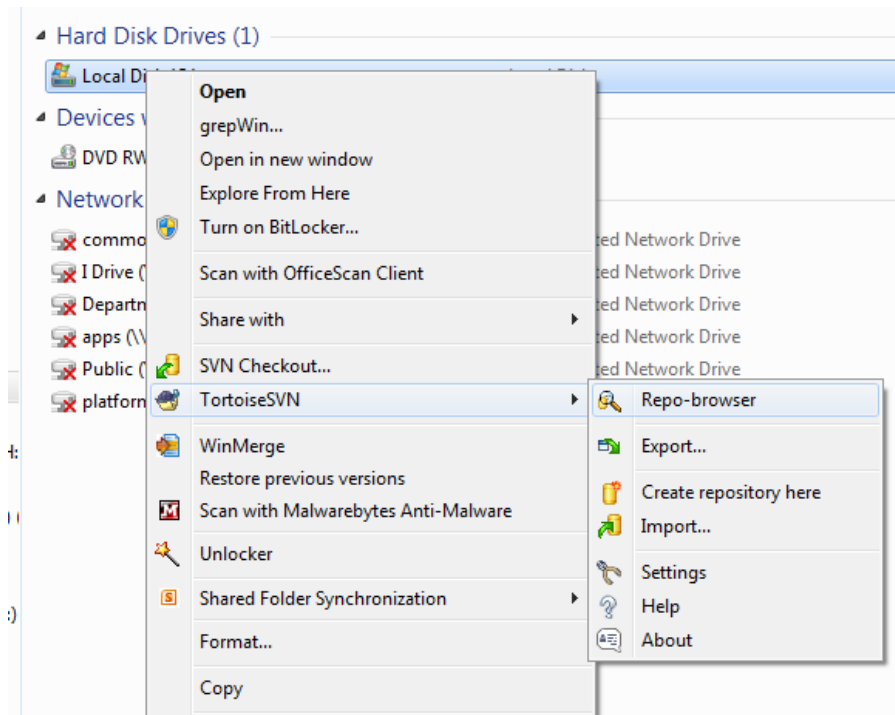 Hard Disk Drives (1)
Local Di
Open
grepWin...
Devices
DVD RW
Open in new window
Explore From Here
Network
Turn on BitLocker...
commo
ted Network Drive
I Drive (
Scan with OfficeScan Client
ted Network Drive
Departm
ted Network Drive
Share with
apps (\\
ted Network Drive
Public (
SVN Checkout...
ted Network Drive
platform
TortoiseSVN
Repo-browser
WinMerge
Export...
Restore previous versions
Create repository here
Scan with Malwarebytes Anti-Malware
Import...
Unlocker
Settings
Shared Folder Synchronization
Help
Format...
About
Copy